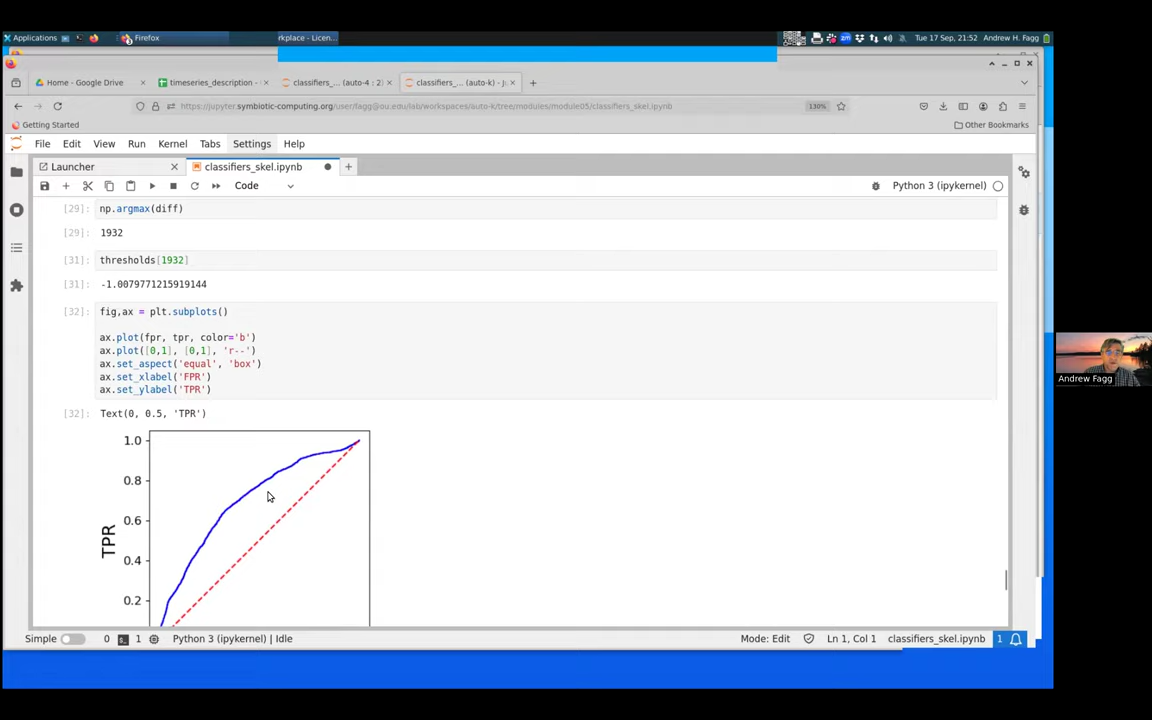 Applications
Firefox
rkplace - Licen...
Tue 17 Sep, 21:52 Andrew H. Fagg
Home - Google Drive
timeseries_description -
classifiers_... (auto-4 : 2)
classifiers_... (auto-k) - J
https://jupyter.symbiotic-computing.org/user/fagg@ou.edu/lab/workspaces/auto-k/tree/modules/module05/classifiers_skel.ipynb
130%
Getting Started
Other Bookmarks
File Edit View Run Kernel Tabs Settings Help
Launcher
classifiers_skel.ipynb
Code
Python 3 (ipykernel)
[29]: np.argmax(diff)
[29]: 1932
[31]: thresholds[1932]
[31]: -1.0079771215919144
[32]: fig,ax = plt.subplots()
ax.plot(fpr, tpr, color='b')
ax.plot([0,1], [0,1], 'r--')
ax.set_aspect('equal', 'box')
ax.set_xlabel('FPR')
ax.set_ylabel('TPR')
[32]: Text(0, 0.5, 'TPR')
1.0
0.8
0.6
TPR
0.4
0.2
Andrew Fagg
Simple 0 1 Python 3 (ipykernel) | Idle
Mode: Edit Ln 1, Col 1 classifiers_skel.ipynb 1